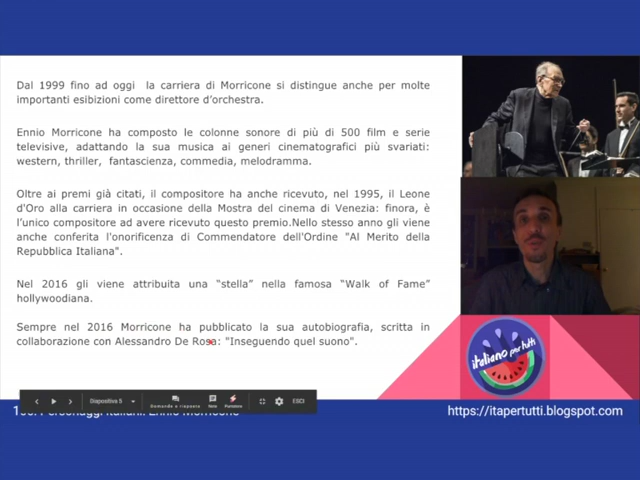 Dal 1999 fino ad oggi la carriera di Morricone si distingue anche per molte
importanti esibizioni come direttore d'orchestra.
Ennio Morricone ha composto le colonne sonore di più di 500 film e serie
televisive, adattando la sua musica ai generi cinematografici più svariati:
western, thriller, fantascienza, commedia, melodramma.
Oltre ai premi già citati, il compositore ha anche ricevuto, nel 1995, il Leone
d'Oro alla carriera in occasione della Mostra del cinema di Venezia: finora, è
l'unico compositore ad avere ricevuto questo premio.Nello stesso anno gli viene
anche conferita l'onorificenza di Commendatore dell'Ordine "Al Merito della
Repubblica Italiana".
Nel 2016 gli viene attribuita una “stella” nella famosa “Walk of Fame”
hollywoodiana.
Sempre nel 2016 Morricone ha pubblicato la sua autobiografia, scritta in
collaborazione con Alessandro De Rosa: "Inseguendo quel suono".
italiano per tutti
Diapositiva 5
Domande e risposte
Note
Puntatore
ESCI
Personaggi italiani: Ennio Morricone
https://itapertutti.blogspot.com